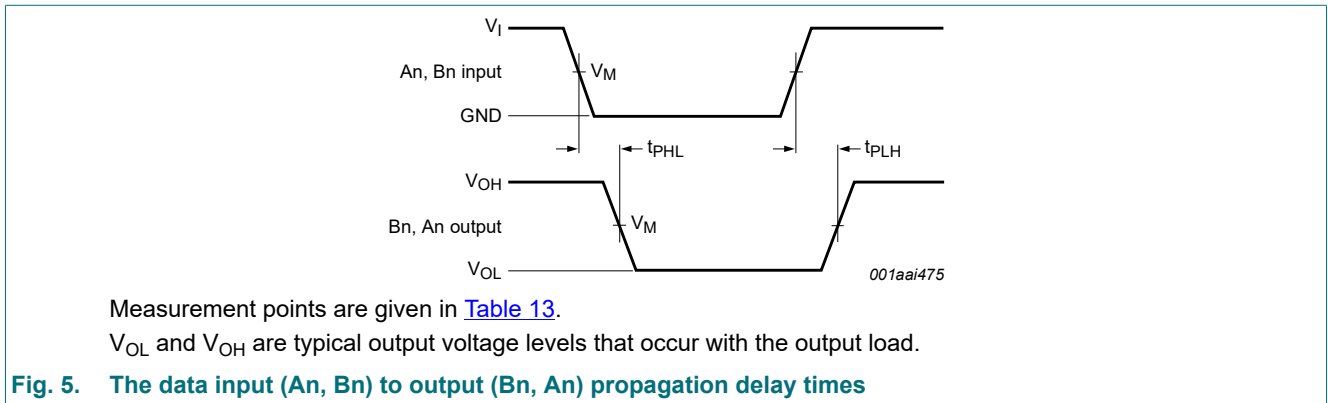 V_I
An, Bn input
V_M
GND
t_PHL
t_PLH
V_OH
Bn, An output
V_M
V_OL
001aai475
Measurement points are given in Table 13.
V_OL and V_OH are typical output voltage levels that occur with the output load.
Fig. 5. The data input (An, Bn) to output (Bn, An) propagation delay times